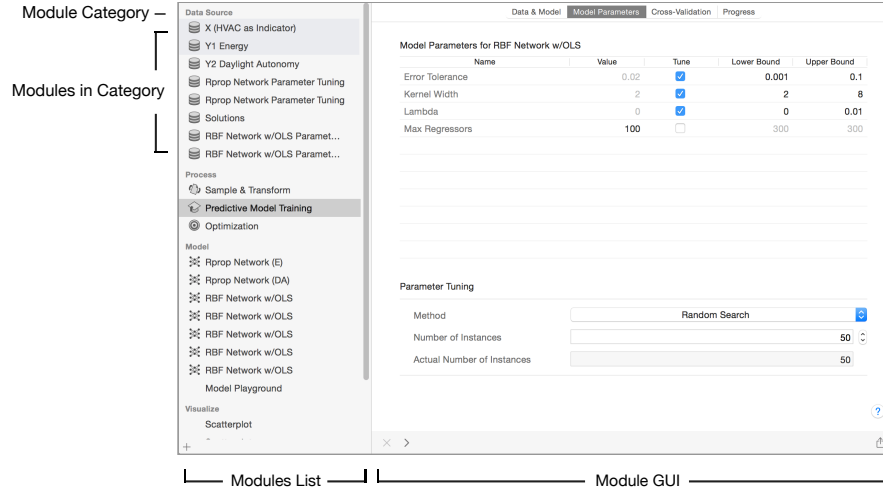 Module Category
Modules in Category
Data Source
X (HVAC as Indicator)
Y1 Energy
Y2 Daylight Autonomy
Rprop Network Parameter Tuning
Rprop Network Parameter Tuning
Solutions
RBF Network w/OLS Paramet...
RBF Network w/OLS Paramet...
Process
Sample & Transform
Predictive Model Training
Optimization
Model
Rprop Network (E)
Rprop Network (DA)
RBF Network w/OLS
RBF Network w/OLS
RBF Network w/OLS
RBF Network w/OLS
RBF Network w/OLS
Model Playground
Visualize
Scatterplot
+
Data & Model Model Parameters Cross-Validation Progress
Model Parameters for RBF Network w/OLS
Name Value Tune Lower Bound Upper Bound
Error Tolerance 0.02 0.001 0.1
Kernel Width 2 2 8
Lambda 0 0 0.01
Max Regressors 100 300 300
Parameter Tuning
Method Random Search
Number of Instances 50
Actual Number of Instances 50
?
Modules List
Module GUI